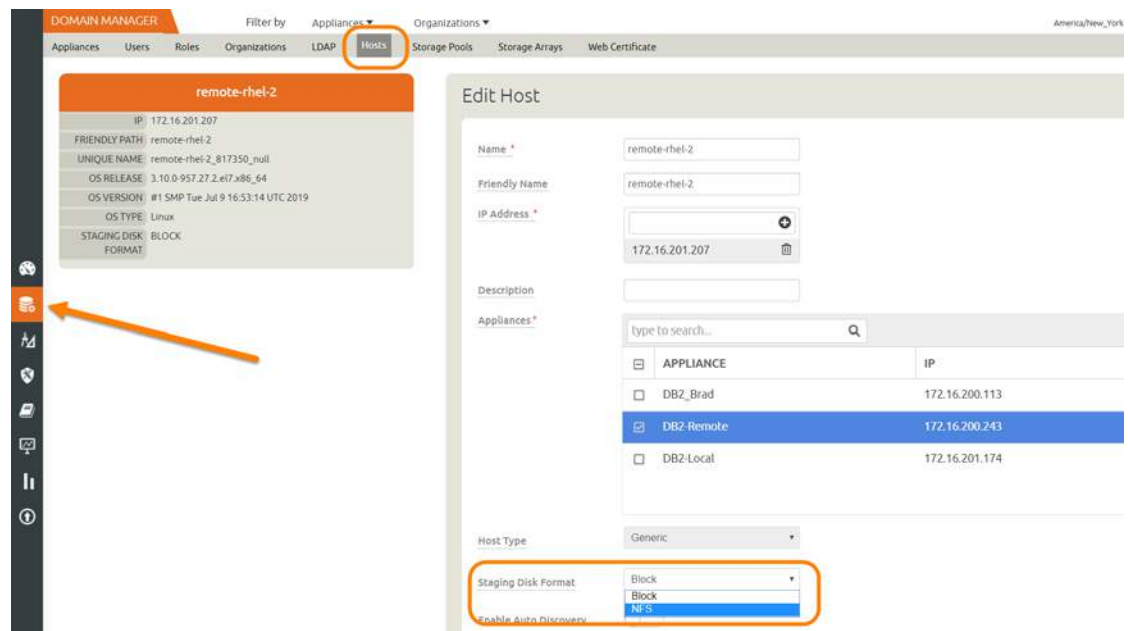 DOMAIN MANAGER Filter by Appliances Organizations America/New_York
Appliances Users Roles Organizations LDAP Hosts Storage Pools Storage Arrays Web Certificate
remote-rhel-2
IP 172.16.201.207
FRIENDLY PATH remote-rhel-2
UNIQUE NAME remote-rhel-2_817350_null
OS RELEASE 3.10.0-957.27.2.el7.x86_64
OS VERSION #1 SMP Tue Jul 9 16:53:14 UTC 2019
OS TYPE Linux
STAGING DISK FORMAT BLOCK
Edit Host
Name * remote-rhel-2
Friendly Name remote-rhel-2
IP Address *
172.16.201.207
Description
Appliances * type to search...
APPLIANCE IP
DB2_Brad 172.16.200.113
DB2-Remote 172.16.200.243
DB2-Local 172.16.201.174
Host Type Generic
Staging Disk Format Block
Block
NFS
Enable Auto Discovery